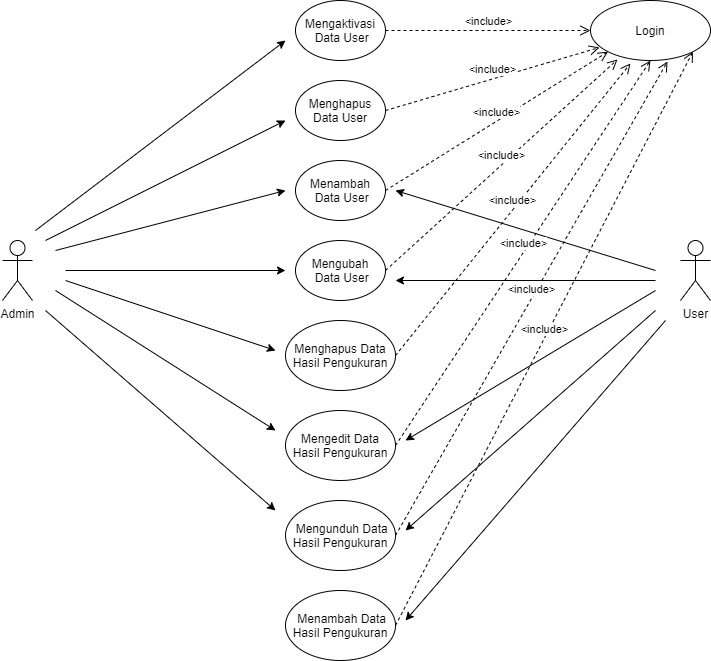 Mengaktivasi
Data User
<include>
Login
Menghapus
Data User
<include>
<include>
Menambah
Data User
<include>
<include>
<include>
Mengubah
Data User
<include>
<include>
Admin
User
Menghapus Data
Hasil Pengukuran
Mengedit Data
Hasil Pengukuran
Mengunduh Data
Hasil Pengukuran
Menambah Data
Hasil Pengukuran